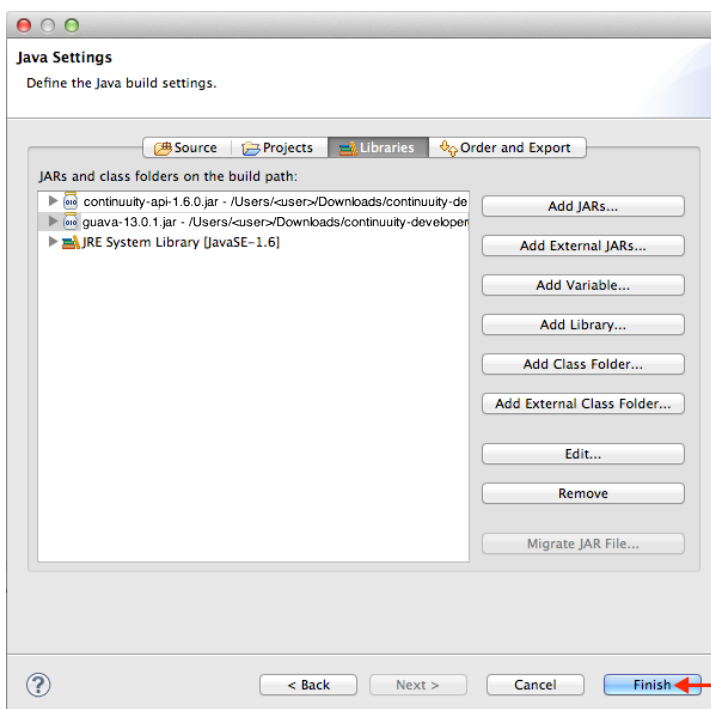 Java Settings
Define the Java build settings.
Source Projects Libraries Order and Export
JARs and class folders on the build path:
continuuity-api-1.6.0.jar - /Users/<user>/Downloads/continuuity-de
guava-13.0.1.jar - /Users/<user>/Downloads/continuuity-developer
JRE System Library [JavaSE-1.6]
Add JARs...
Add External JARs...
Add Variable...
Add Library...
Add Class Folder...
Add External Class Folder...
Edit...
Remove
Migrate JAR File...
? < Back Next > Cancel Finish